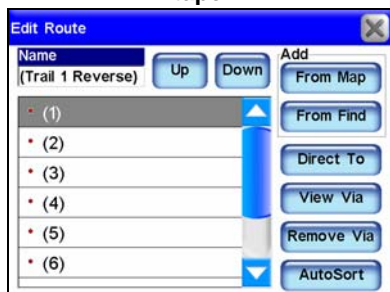 Edit Route
Name
(Trail 1 Reverse)
Up
Down
Add
From Map
From Find
Direct To
View Via
Remove Via
AutoSort
(1)
(2)
(3)
(4)
(5)
(6)